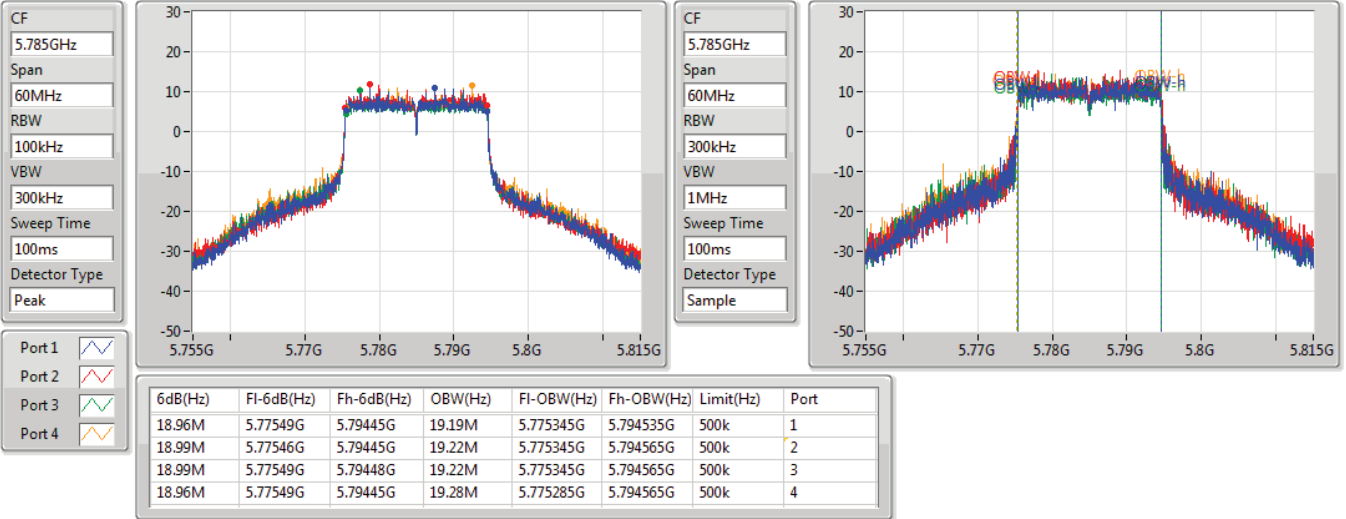 CF
5.785GHz
Span
60MHz
RBW
100kHz
VBW
300kHz
Sweep Time
100ms
Detector Type
Peak
30
20
10
0
-10
-20
-30
-40
-50
5.755G 5.77G 5.78G 5.79G 5.8G 5.815G
CF
5.785GHz
Span
60MHz
RBW
300kHz
VBW
1MHz
Sweep Time
100ms
Detector Type
Sample
30
20
10
0
-10
-20
-30
-40
-50
OBW-h
5.755G 5.77G 5.78G 5.79G 5.8G 5.815G
Port 1
Port 2
Port 3
Port 4
6dB(Hz) Fl-6dB(Hz) Fh-6dB(Hz) OBW(Hz) Fl-OBW(Hz) Fh-OBW(Hz) Limit(Hz) Port
18.96M 5.77549G 5.79445G 19.19M 5.775345G 5.794535G 500k 1
18.99M 5.77546G 5.79445G 19.22M 5.775345G 5.794565G 500k 2
18.99M 5.77549G 5.79448G 19.22M 5.775345G 5.794565G 500k 3
18.96M 5.77549G 5.79445G 19.28M 5.775285G 5.794565G 500k 4